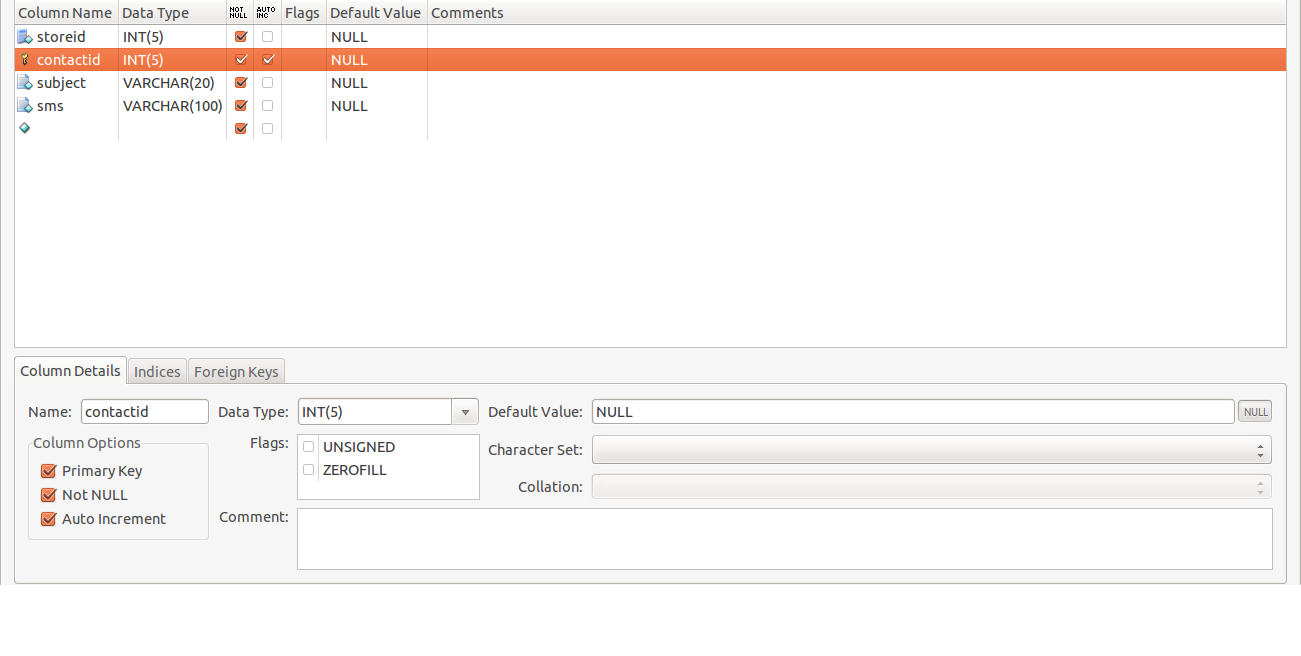 Column Name Data Type NOT NULL AUTO INC Flags Default Value Comments
storeid INT(5) NULL
contactid INT(5) NULL
subject VARCHAR(20) NULL
sms VARCHAR(100) NULL
Column Details Indices Foreign Keys
Name: contactid Data Type: INT(5) Default Value: NULL NULL
Column Options Flags: UNSIGNED Character Set:
Primary Key ZEROFILL
Not NULL Collation:
Auto Increment Comment: